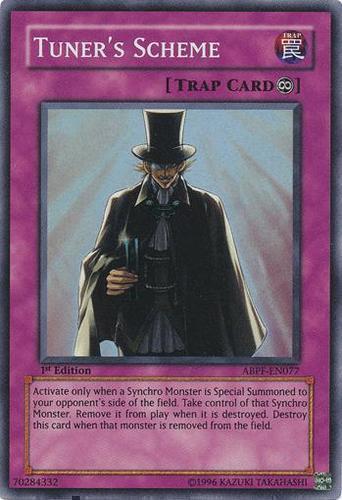 TUNER'S SCHEME
TRAP
罠
[TRAP CARD∞]
1st Edition
ABPF-EN077
Activate only when a Synchro Monster is Special Summoned to
your opponent's side of the field. Take control of that Synchro
Monster. Remove it from play when it is destroyed. Destroy
this card when that monster is removed from the field.
70284332
©1996 KAZUKI TAKAHASHI